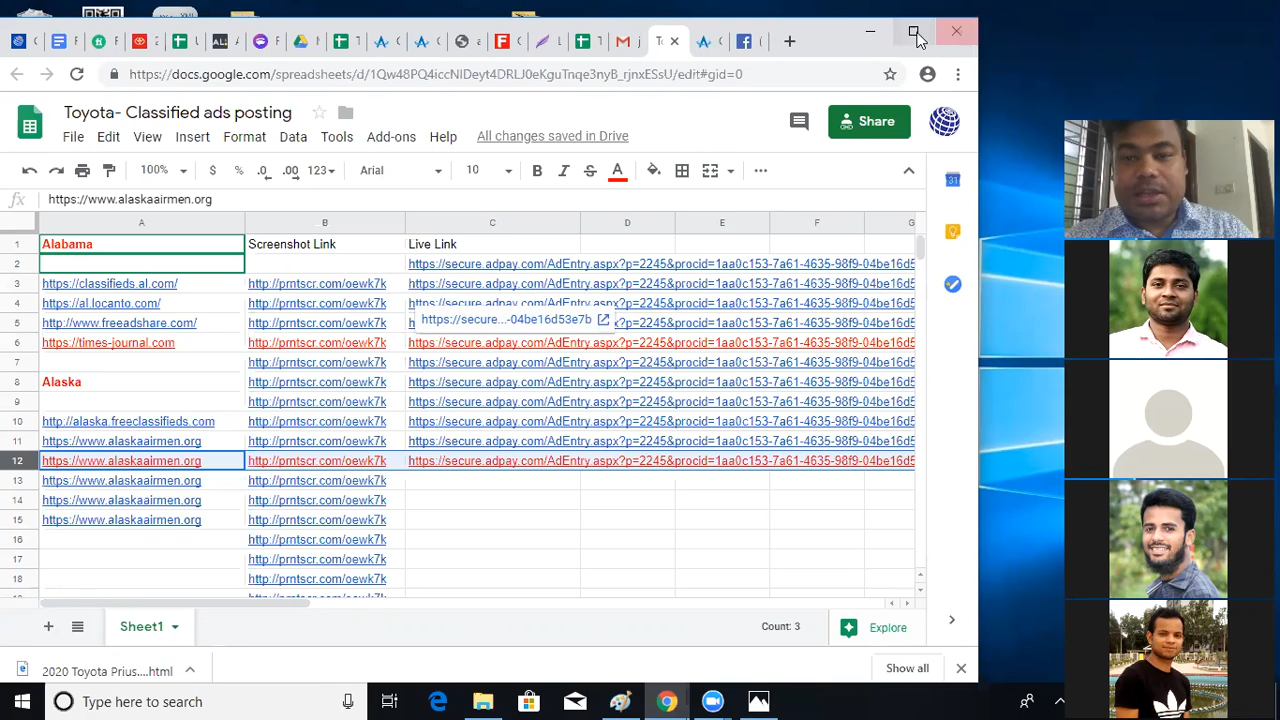 https://docs.google.com/spreadsheets/d/1Qw48PQ4iccNIDeyt4DRLJ0eKguTnqe3nyB_rjnxESsU/edit#gid=0
Toyota- Classified ads posting
File Edit View Insert Format Data Tools Add-ons Help All changes saved in Drive
Share
100% $ % .0 .00 123 Arial 10 B I S A
fx https://www.alaskaairmen.org
A B C D E F G
1 Alabama Screenshot Link Live Link
2 https://secure.adpay.com/AdEntry.aspx?p=2245&procid=1aa0c153-7a61-4635-98f9-04be16d5
3 https://classifieds.al.com/ http://prntscr.com/oewk7k https://secure.adpay.com/AdEntry.aspx?p=2245&procid=1aa0c153-7a61-4635-98f9-04be16d5
4 https://al.locanto.com/ http://prntscr.com/oewk7k https://secure.adpay.com/AdEntry.aspx?p=2245&procid=1aa0c153-7a61-4635-98f9-04be16d5
https://secure...-04be16d53e7b
5 http://www.freeadshare.com/ http://prntscr.com/oewk7k
6 https://times-journal.com http://prntscr.com/oewk7k https://secure.adpay.com/AdEntry.aspx?p=2245&procid=1aa0c153-7a61-4635-98f9-04be16d5
7 http://prntscr.com/oewk7k https://secure.adpay.com/AdEntry.aspx?p=2245&procid=1aa0c153-7a61-4635-98f9-04be16d5
8 Alaska http://prntscr.com/oewk7k https://secure.adpay.com/AdEntry.aspx?p=2245&procid=1aa0c153-7a61-4635-98f9-04be16d5
9 http://prntscr.com/oewk7k https://secure.adpay.com/AdEntry.aspx?p=2245&procid=1aa0c153-7a61-4635-98f9-04be16d5
10 http://alaska.freeclassifieds.com http://prntscr.com/oewk7k https://secure.adpay.com/AdEntry.aspx?p=2245&procid=1aa0c153-7a61-4635-98f9-04be16d5
11 https://www.alaskaairmen.org http://prntscr.com/oewk7k https://secure.adpay.com/AdEntry.aspx?p=2245&procid=1aa0c153-7a61-4635-98f9-04be16d5
12 https://www.alaskaairmen.org http://prntscr.com/oewk7k https://secure.adpay.com/AdEntry.aspx?p=2245&procid=1aa0c153-7a61-4635-98f9-04be16d5
13 https://www.alaskaairmen.org http://prntscr.com/oewk7k
14 https://www.alaskaairmen.org http://prntscr.com/oewk7k
15 https://www.alaskaairmen.org http://prntscr.com/oewk7k
16 http://prntscr.com/oewk7k
17 http://prntscr.com/oewk7k
18 http://prntscr.com/oewk7k
Sheet1 Count: 3 Explore
2020 Toyota Prius....html Show all
Type here to search